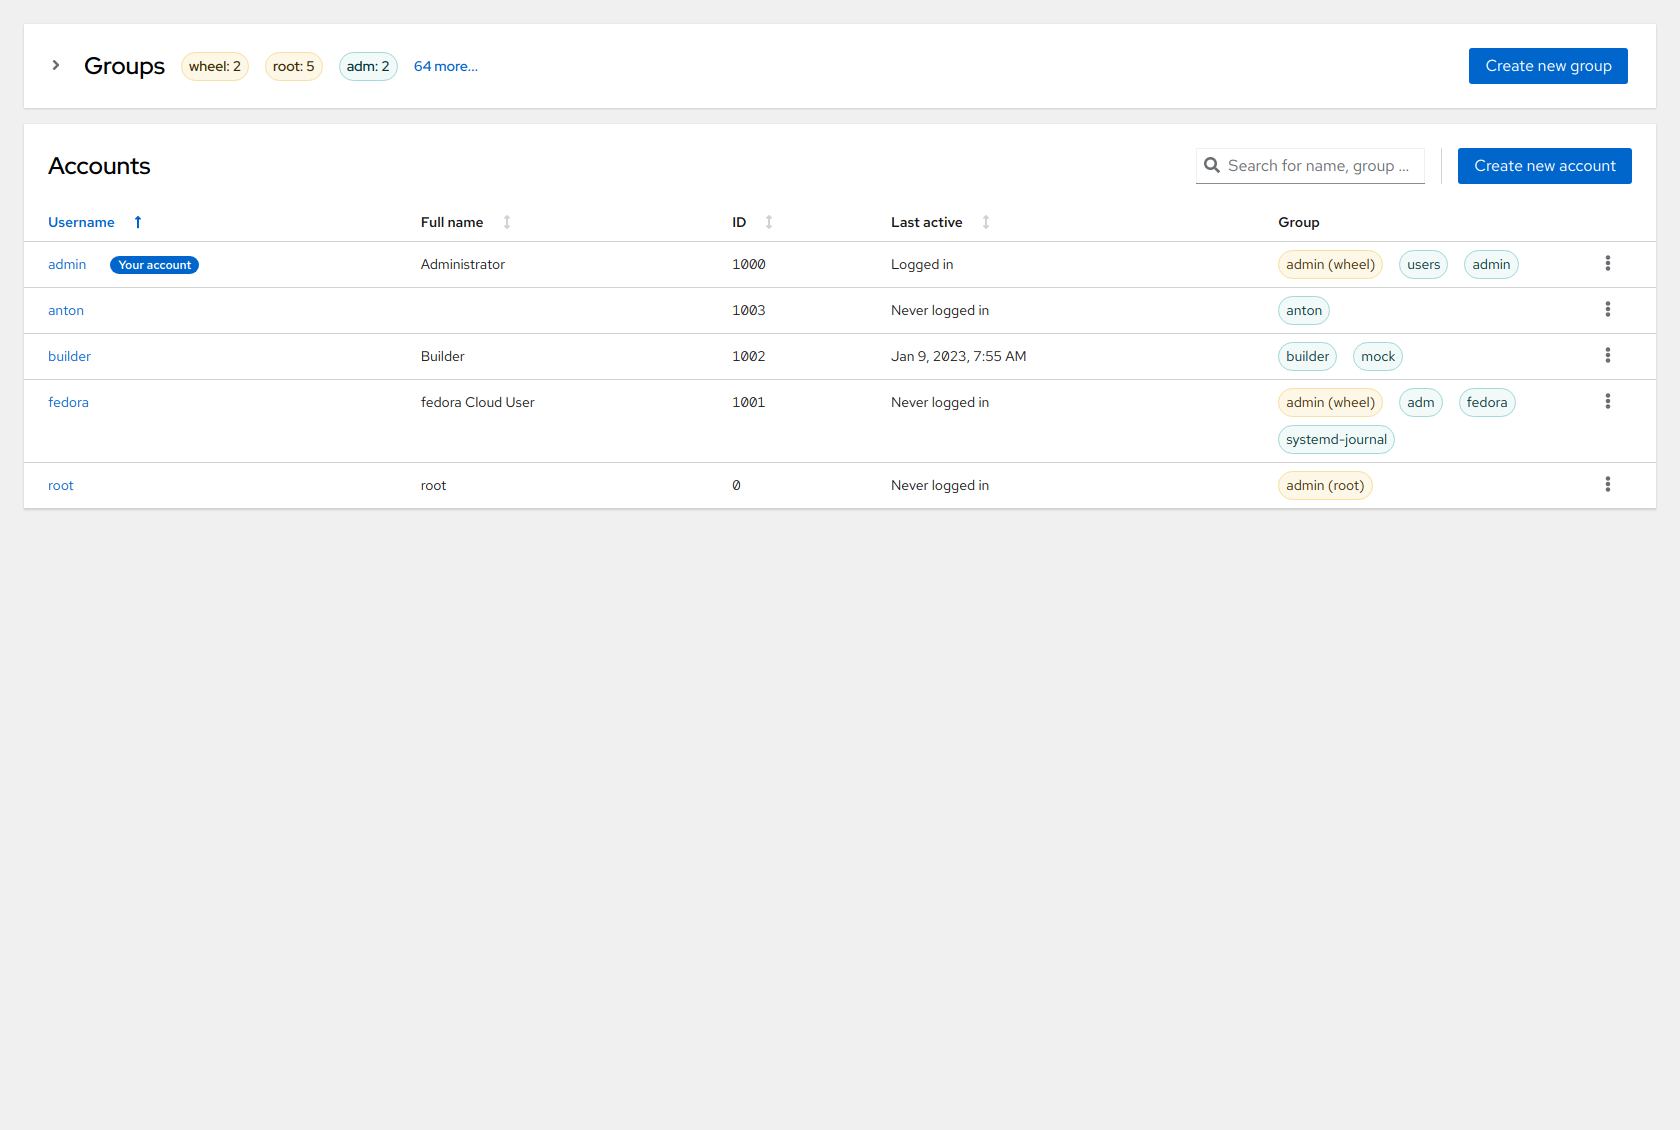 Groups wheel: 2 root: 5 adm: 2 64 more... Create new group
Accounts Search for name, group ... Create new account
Username Full name ID Last active Group
admin Your account Administrator 1000 Logged in admin (wheel) users admin
anton 1003 Never logged in anton
builder Builder 1002 Jan 9, 2023, 7:55 AM builder mock
fedora fedora Cloud User 1001 Never logged in admin (wheel) adm fedora
systemd-journal
root root 0 Never logged in admin (root)